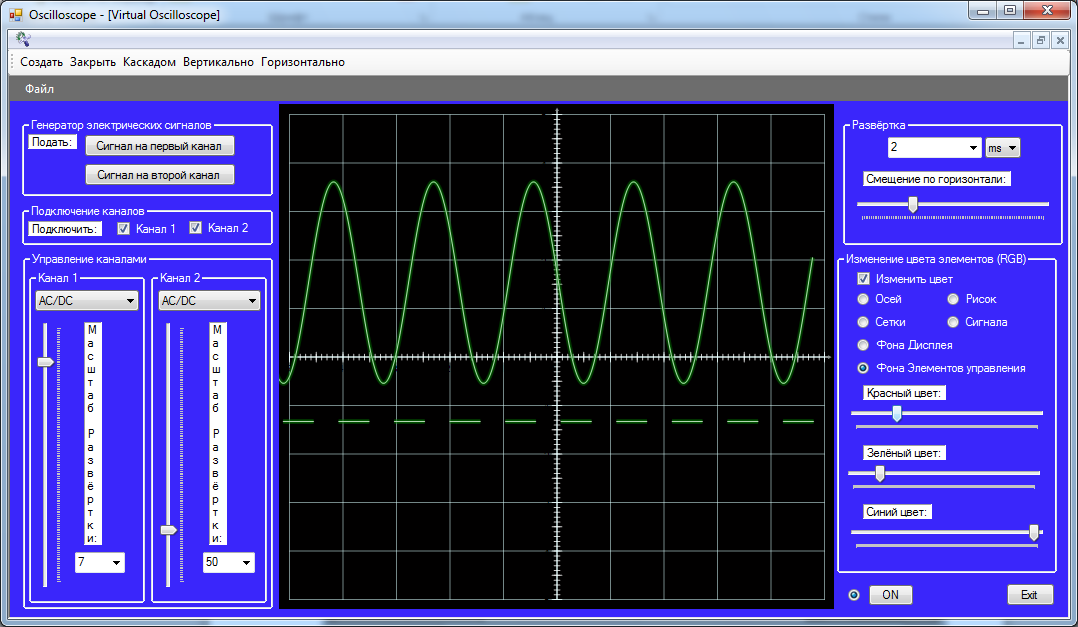 Oscilloscope - [Virtual Oscilloscope]
Создать Закрыть Каскадом Вертикально Горизонтально
Файл
Генератор электрических сигналов
Подать:
Сигнал на первый канал
Сигнал на второй канал
Подключение каналов
Подключить: Канал 1 Канал 2
Управление каналами
Канал 1
AC/DC
Масштаб Развёртки:
7
Канал 2
AC/DC
Масштаб Развёртки:
50
Развёртка
2 ms
Смещение по горизонтали:
Изменение цвета элементов (RGB)
Изменить цвет
Осей Рисок
Сетки Сигнала
Фона Дисплея
Фона Элементов управления
Красный цвет:
Зелёный цвет:
Синий цвет:
ON Exit